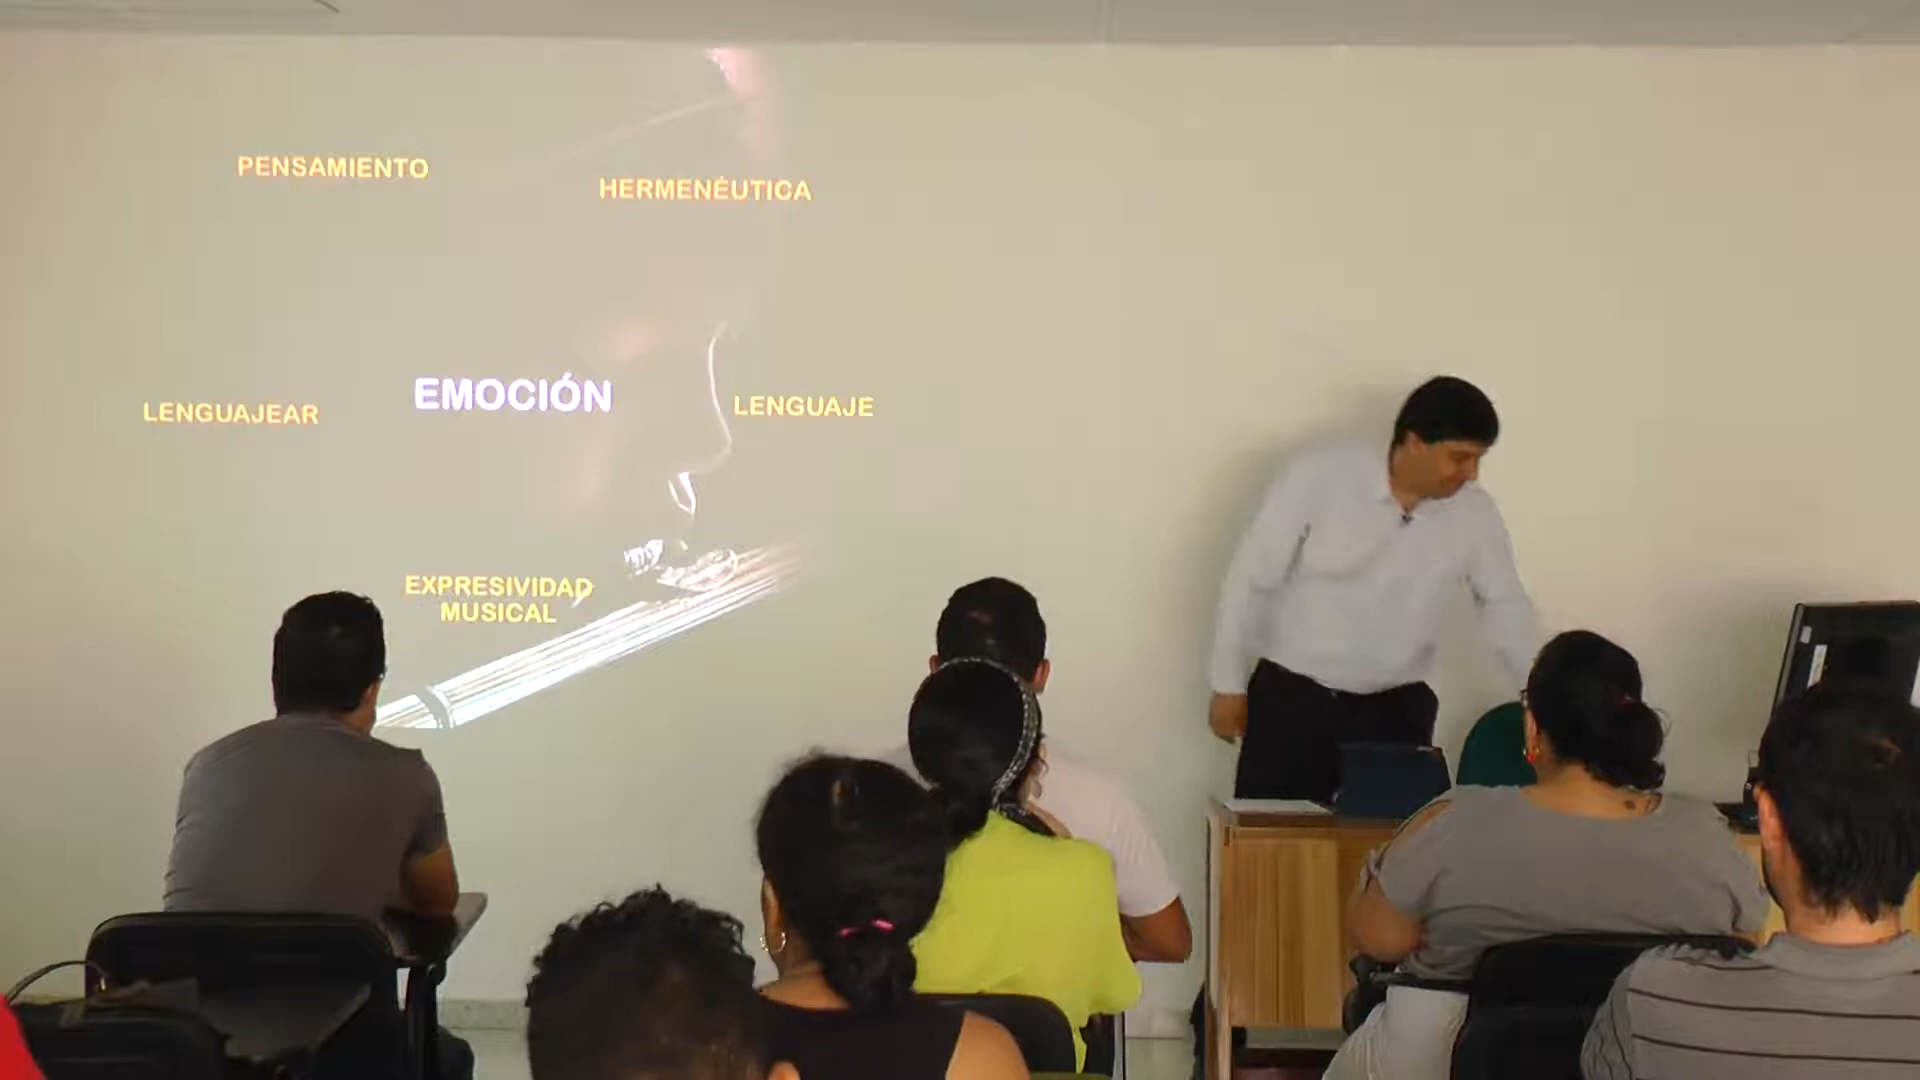 PENSAMIENTO
HERMENÉUTICA
LENGUAJEAR
EMOCIÓN
LENGUAJE
EXPRESIVIDAD
MUSICAL